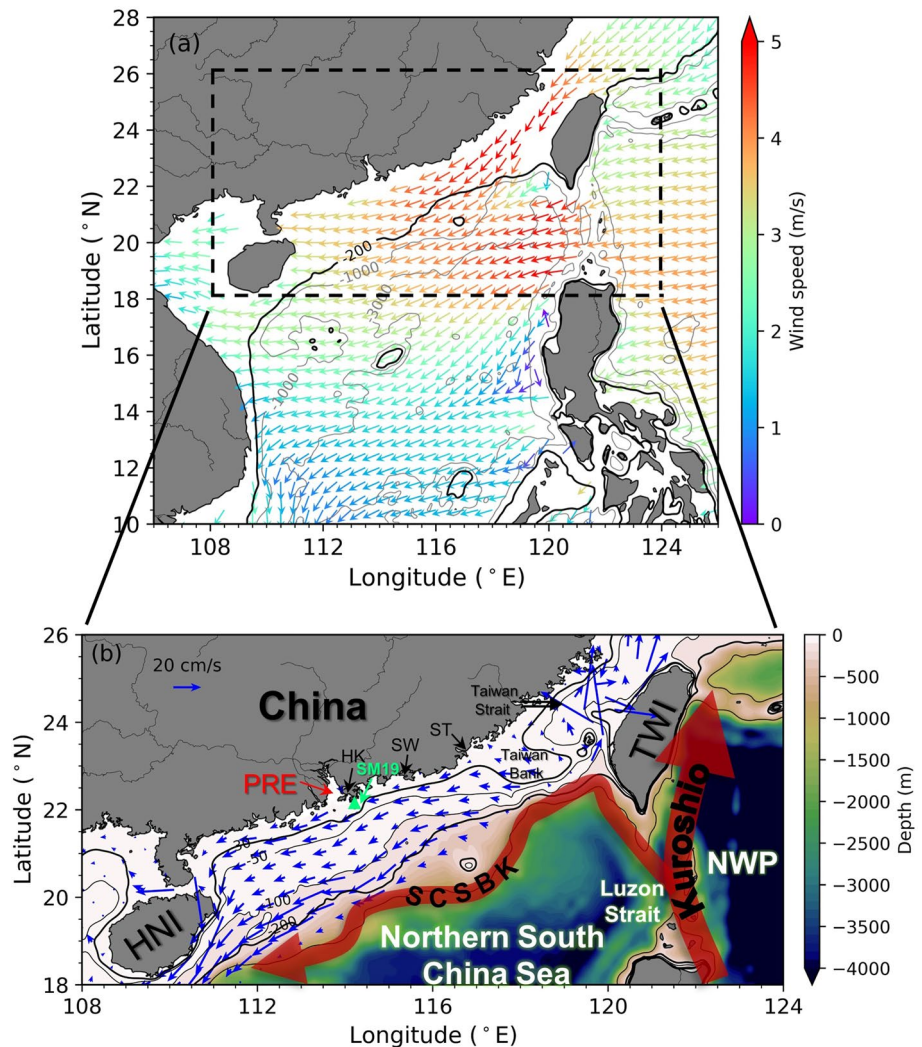 (a)
28
26
24
22
20
18
16
14
12
10
Latitude (°N)
108
112
116
120
124
Longitude (°E)
-200
-1000
-3000
-1000
5
4
3
2
1
0
Wind speed (m/s)
(b)
26
24
22
20
18
Latitude (°N)
20 cm/s
China
Taiwan
Strait
ST
SW
HK
SM19
PRE
Taiwan
Bank
TWI
Kuroshio
NWP
Luzon
Strait
SCSBK
HNI
Northern South
China Sea
-50
-100
-200
108
112
116
120
124
Longitude (°E)
0
−500
−1000
−1500
−2000
−2500
−3000
−3500
−4000
Depth (m)